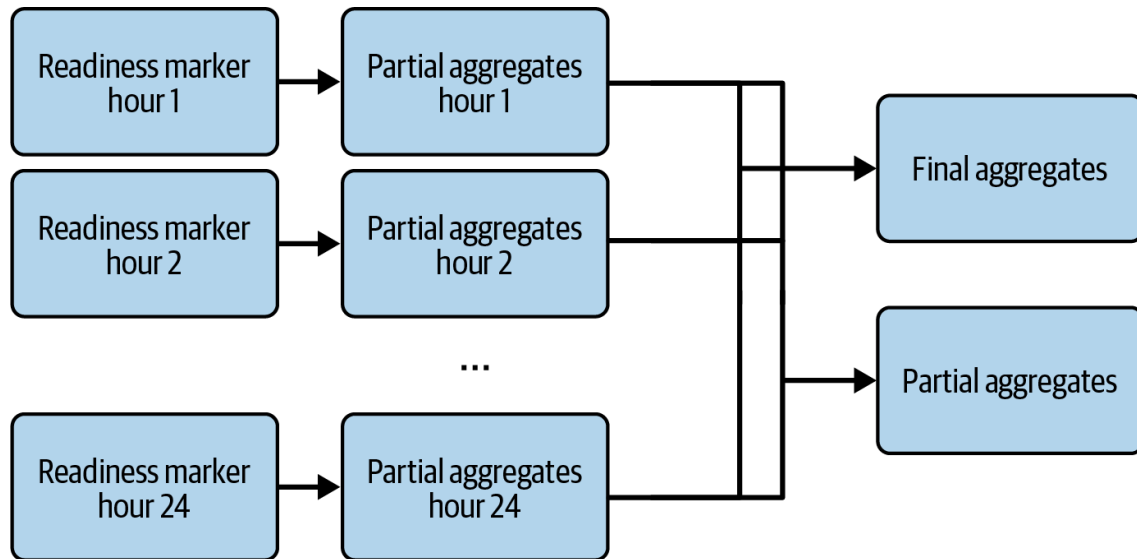 Readiness marker
hour 1
Partial aggregates
hour 1
Final aggregates
Readiness marker
hour 2
Partial aggregates
hour 2
...
Partial aggregates
Readiness marker
hour 24
Partial aggregates
hour 24